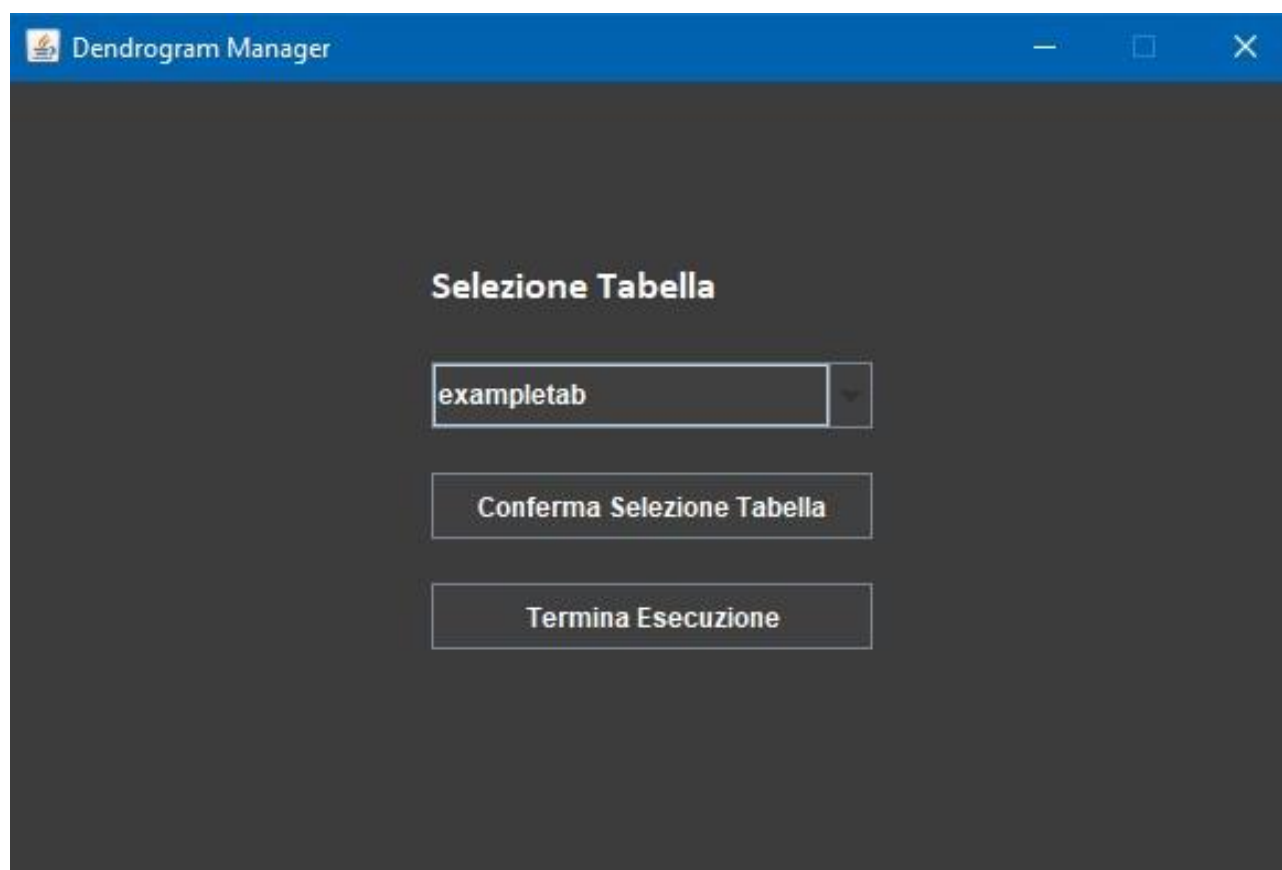 Dendrogram Manager
Selezione Tabella
exampletab
Conferma Selezione Tabella
Termina Esecuzione